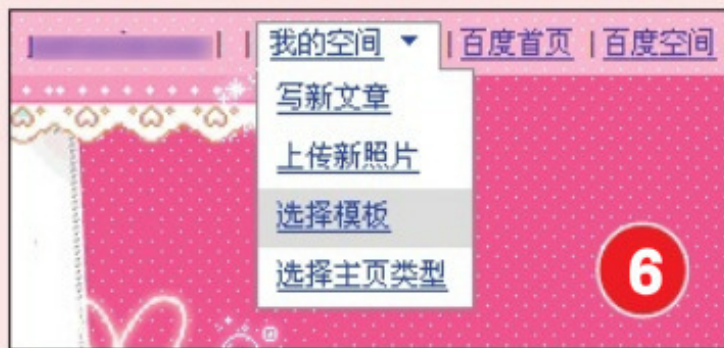 | | 我的空间 ▼ | 百度首页 | 百度空间
写新文章
上传新照片
选择模板
选择主页类型
6